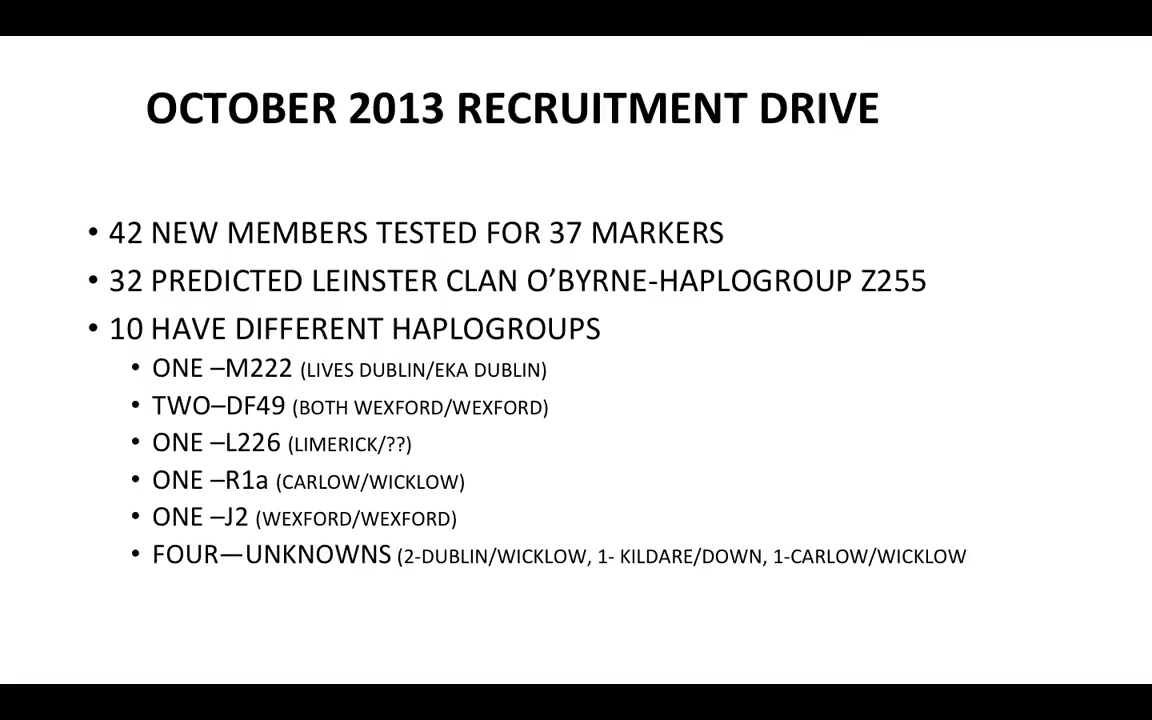 OCTOBER 2013 RECRUITMENT DRIVE
• 42 NEW MEMBERS TESTED FOR 37 MARKERS
• 32 PREDICTED LEINSTER CLAN O’BYRNE-HAPLOGROUP Z255
• 10 HAVE DIFFERENT HAPLOGROUPS
• ONE –M222 (LIVES DUBLIN/EKA DUBLIN)
• TWO–DF49 (BOTH WEXFORD/WEXFORD)
• ONE –L226 (LIMERICK/??)
• ONE –R1a (CARLOW/WICKLOW)
• ONE –J2 (WEXFORD/WEXFORD)
• FOUR—UNKNOWNS (2-DUBLIN/WICKLOW, 1- KILDARE/DOWN, 1-CARLOW/WICKLOW